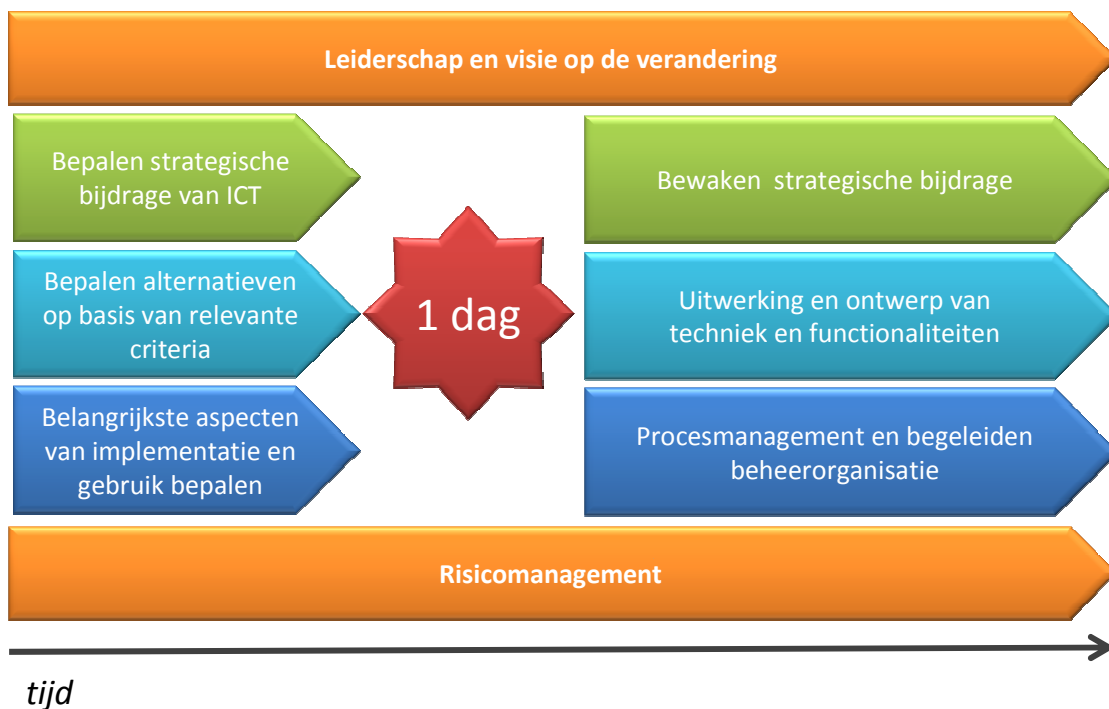 Leiderschap en visie op de verandering
Bepalen strategische
bijdrage van ICT
Bewaken  strategische bijdrage
Bepalen alternatieven
op basis van relevante
criteria
1 dag
Uitwerking en ontwerp van
techniek en functionaliteiten
Belangrijkste aspecten
van implementatie en
gebruik bepalen
Procesmanagement en begeleiden
beheerorganisatie
Risicomanagement
tijd